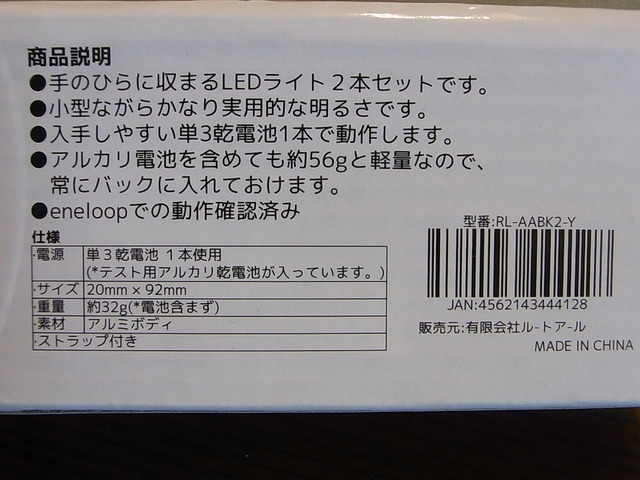 商品説明
●手のひらに収まるLEDライト２本セットです。
●小型ながらかなり実用的な明るさです。
●入手しやすい単3乾電池1本で動作します。
●アルカリ電池を含めても約56gと軽量なので、
常にバックに入れておけます。
●eneloopでの動作確認済み
仕様
・電源 単３乾電池 １本使用
(*テスト用アルカリ乾電池が入っています。)
・サイズ 20mm×92mm
・重量 約32g(*電池含まず)
・素材 アルミボディ
・ストラップ付き
型番:RL-AABK2-Y
JAN:4562143444128
販売元:有限会社ル-トア-ル
MADE IN CHINA